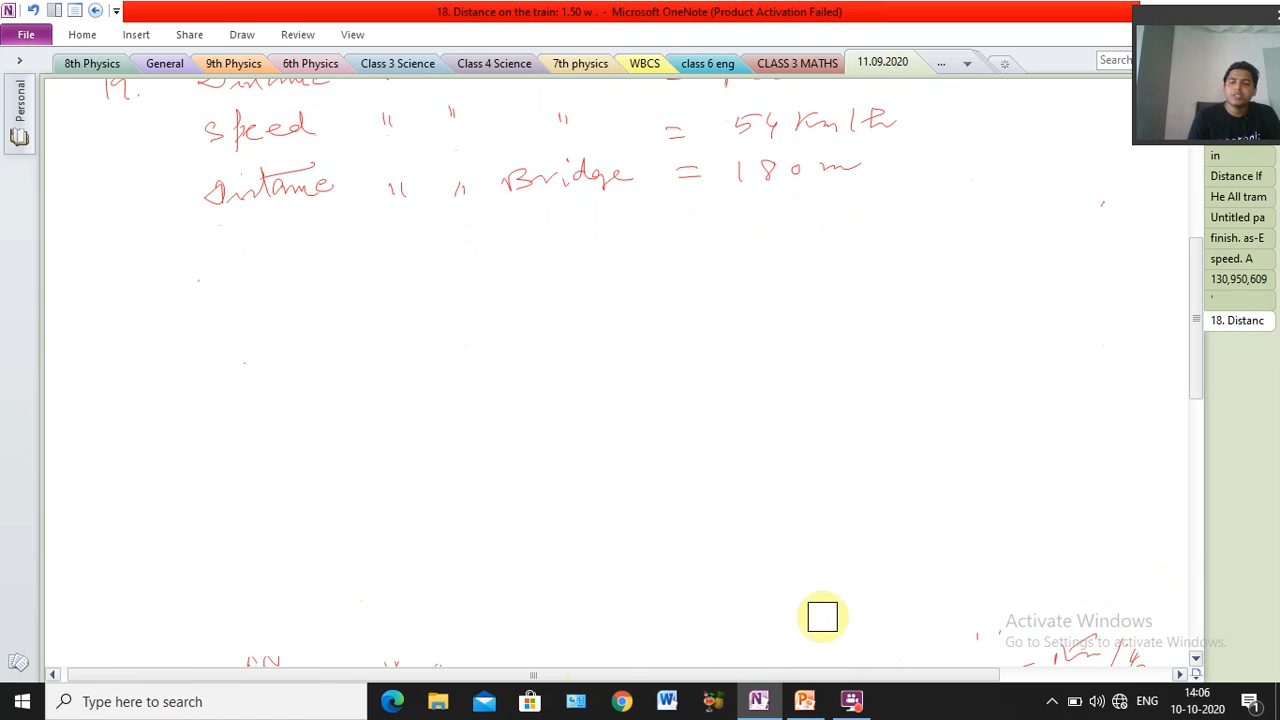 18. Distance on the train: 1.50 w . - Microsoft OneNote (Product Activation Failed)
File Home Insert Share Draw Review View
8th Physics General 9th Physics 6th Physics Class 3 Science Class 4 Science 7th physics WBCS class 6 eng CLASS 3 MATHS 11.09.2020 ... Search
Personal
19. Distance =
Speed " " " = 54 Km/h
Distance " " Bridge = 180 m
in
Distance If
He All tram
Untitled pa
finish. as-E
speed. A
130,950,609
'
18. Distanc
Activate Windows
Go to Settings to activate Windows.
Type here to search
ENG
14:06
10-10-2020